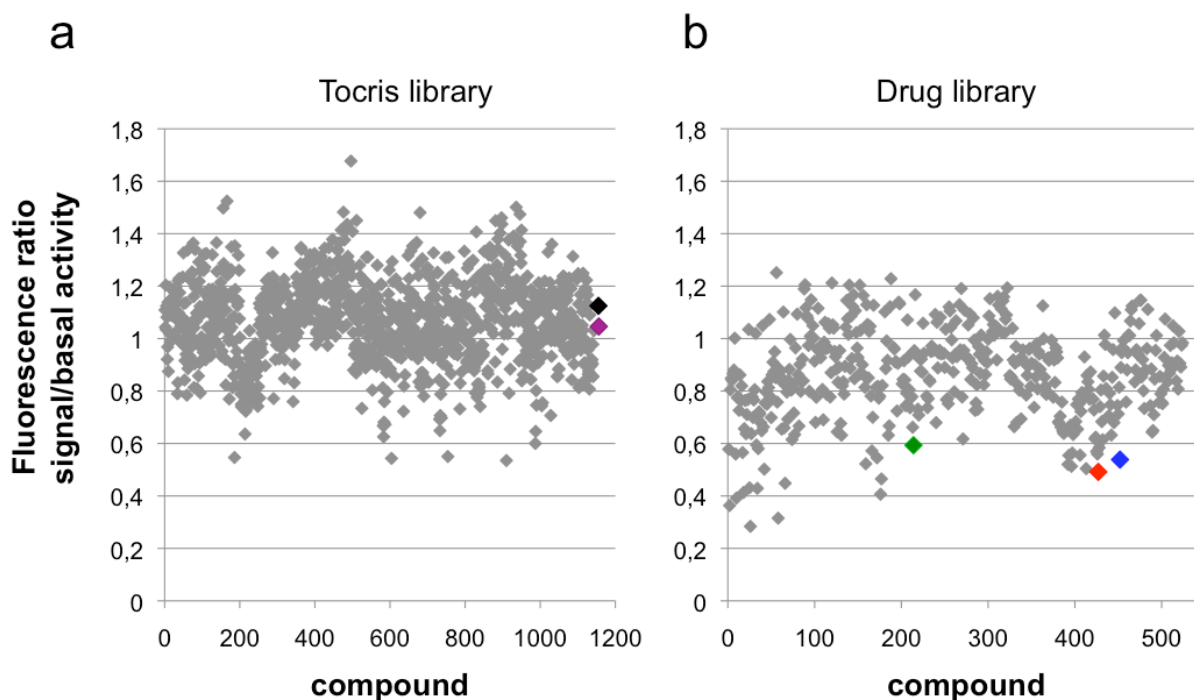 a
b
Tocris library
Drug library
Fluorescence ratio
signal/basal activity
1,8
1,6
1,4
1,2
1
0,8
0,6
0,4
0,2
0
0 200 400 600 800 1000 1200
compound
1,8
1,6
1,4
1,2
1
0,8
0,6
0,4
0,2
0
0 100 200 300 400 500
compound